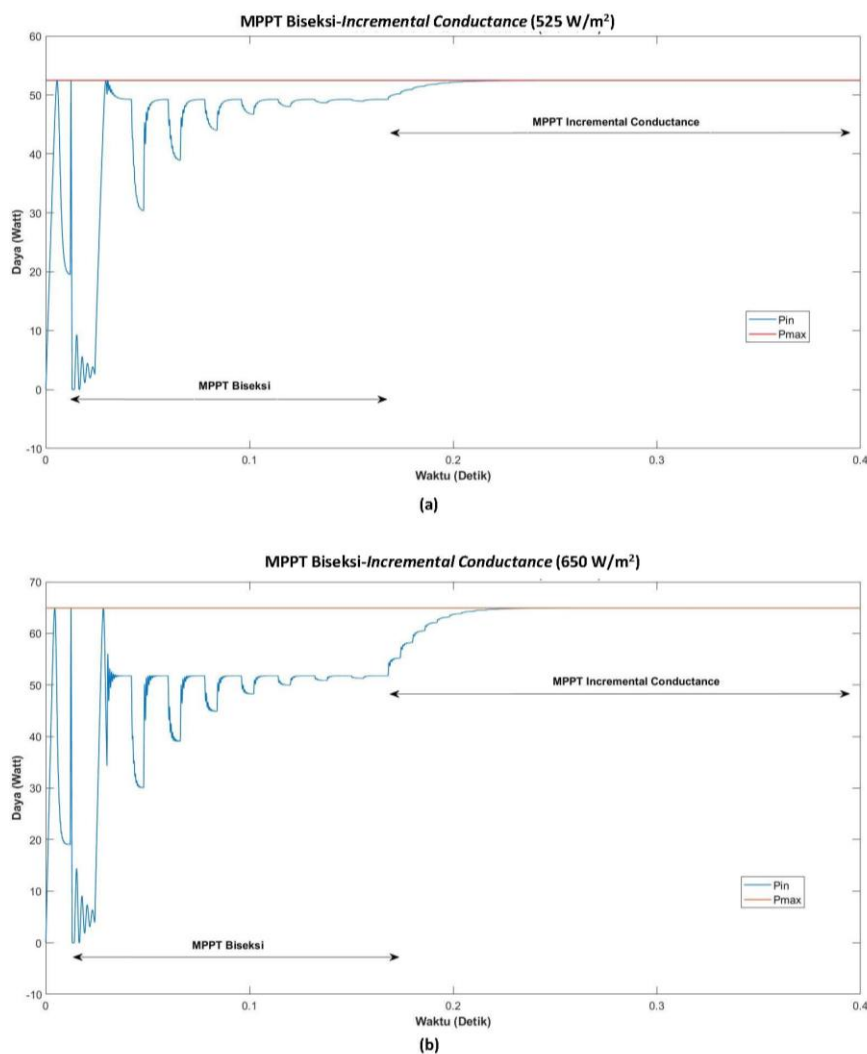 MPPT Biseksi-Incremental Conductance (525 W/m²)
60
50
40
30
20
10
0
-10
Daya (Watt)
MPPT Incremental Conductance
Pin
Pmax
MPPT Biseksi
0
0.1
0.2
0.3
0.4
Waktu (Detik)
(a)
MPPT Biseksi-Incremental Conductance (650 W/m²)
70
60
50
40
30
20
10
0
-10
Daya (Watt)
MPPT Incremental Conductance
Pin
Pmax
MPPT Biseksi
0
0.1
0.2
0.3
0.4
Waktu (Detik)
(b)